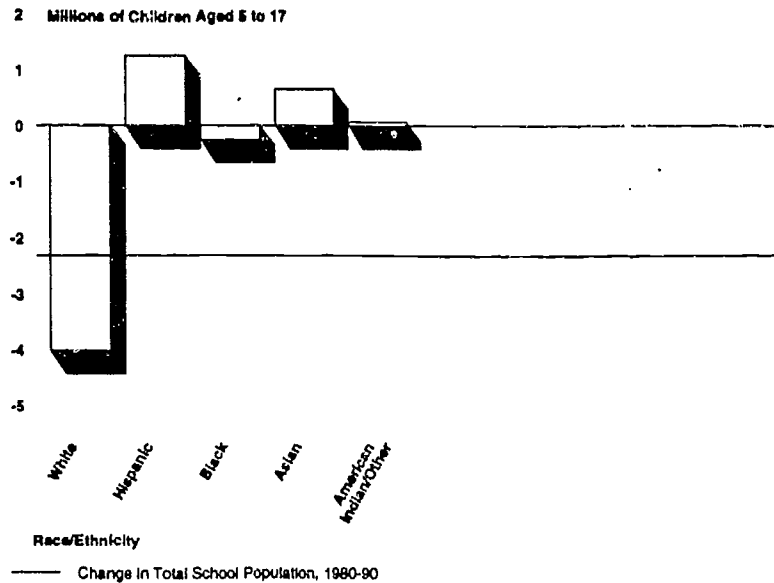 2 Millions of Children Aged 5 to 17
1
0
-1
-2
-3
-4
-5
White
Hispanic
Black
Asian
American
Indian/Other
Race/Ethnicity
Change in Total School Population, 1980-90